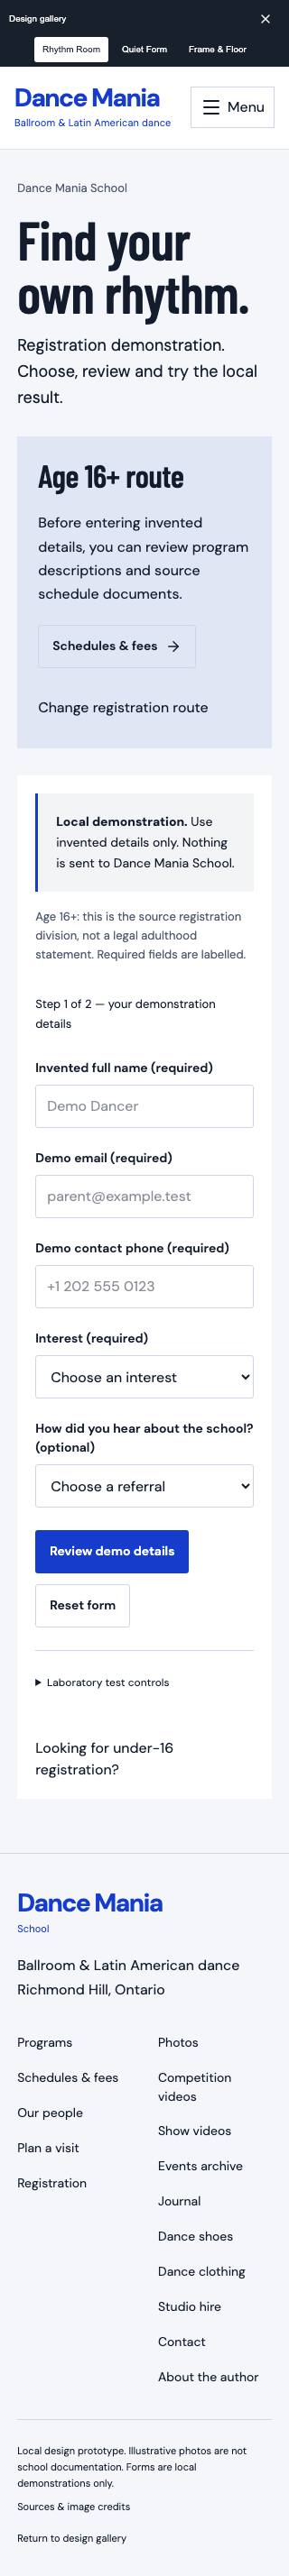 Design gallery
Rhythm Room Quiet Form Frame & Floor
Dance Mania
Ballroom & Latin American dance
Menu
Dance Mania School
Find your
own rhythm.
Registration demonstration.
Choose, review and try the local
result.
Age 16+ route
Before entering invented
details, you can review program
descriptions and source
schedule documents.
Schedules & fees
Change registration route
Local demonstration. Use
invented details only. Nothing
is sent to Dance Mania School.
Age 16+: this is the source registration
division, not a legal adulthood
statement. Required fields are labelled.
Step 1 of 2 — your demonstration
details
Invented full name (required)
Demo Dancer
Demo email (required)
parent@example.test
Demo contact phone (required)
+1 202 555 0123
Interest (required)
Choose an interest
How did you hear about the school?
(optional)
Choose a referral
Review demo details
Reset form
Laboratory test controls
Looking for under-16
registration?
Dance Mania
School
Ballroom & Latin American dance
Richmond Hill, Ontario
Programs
Schedules & fees
Our people
Plan a visit
Registration
Photos
Competition
videos
Show videos
Events archive
Journal
Dance shoes
Dance clothing
Studio hire
Contact
About the author
Local design prototype. Illustrative photos are not
school documentation. Forms are local
demonstrations only.
Sources & image credits
Return to design gallery